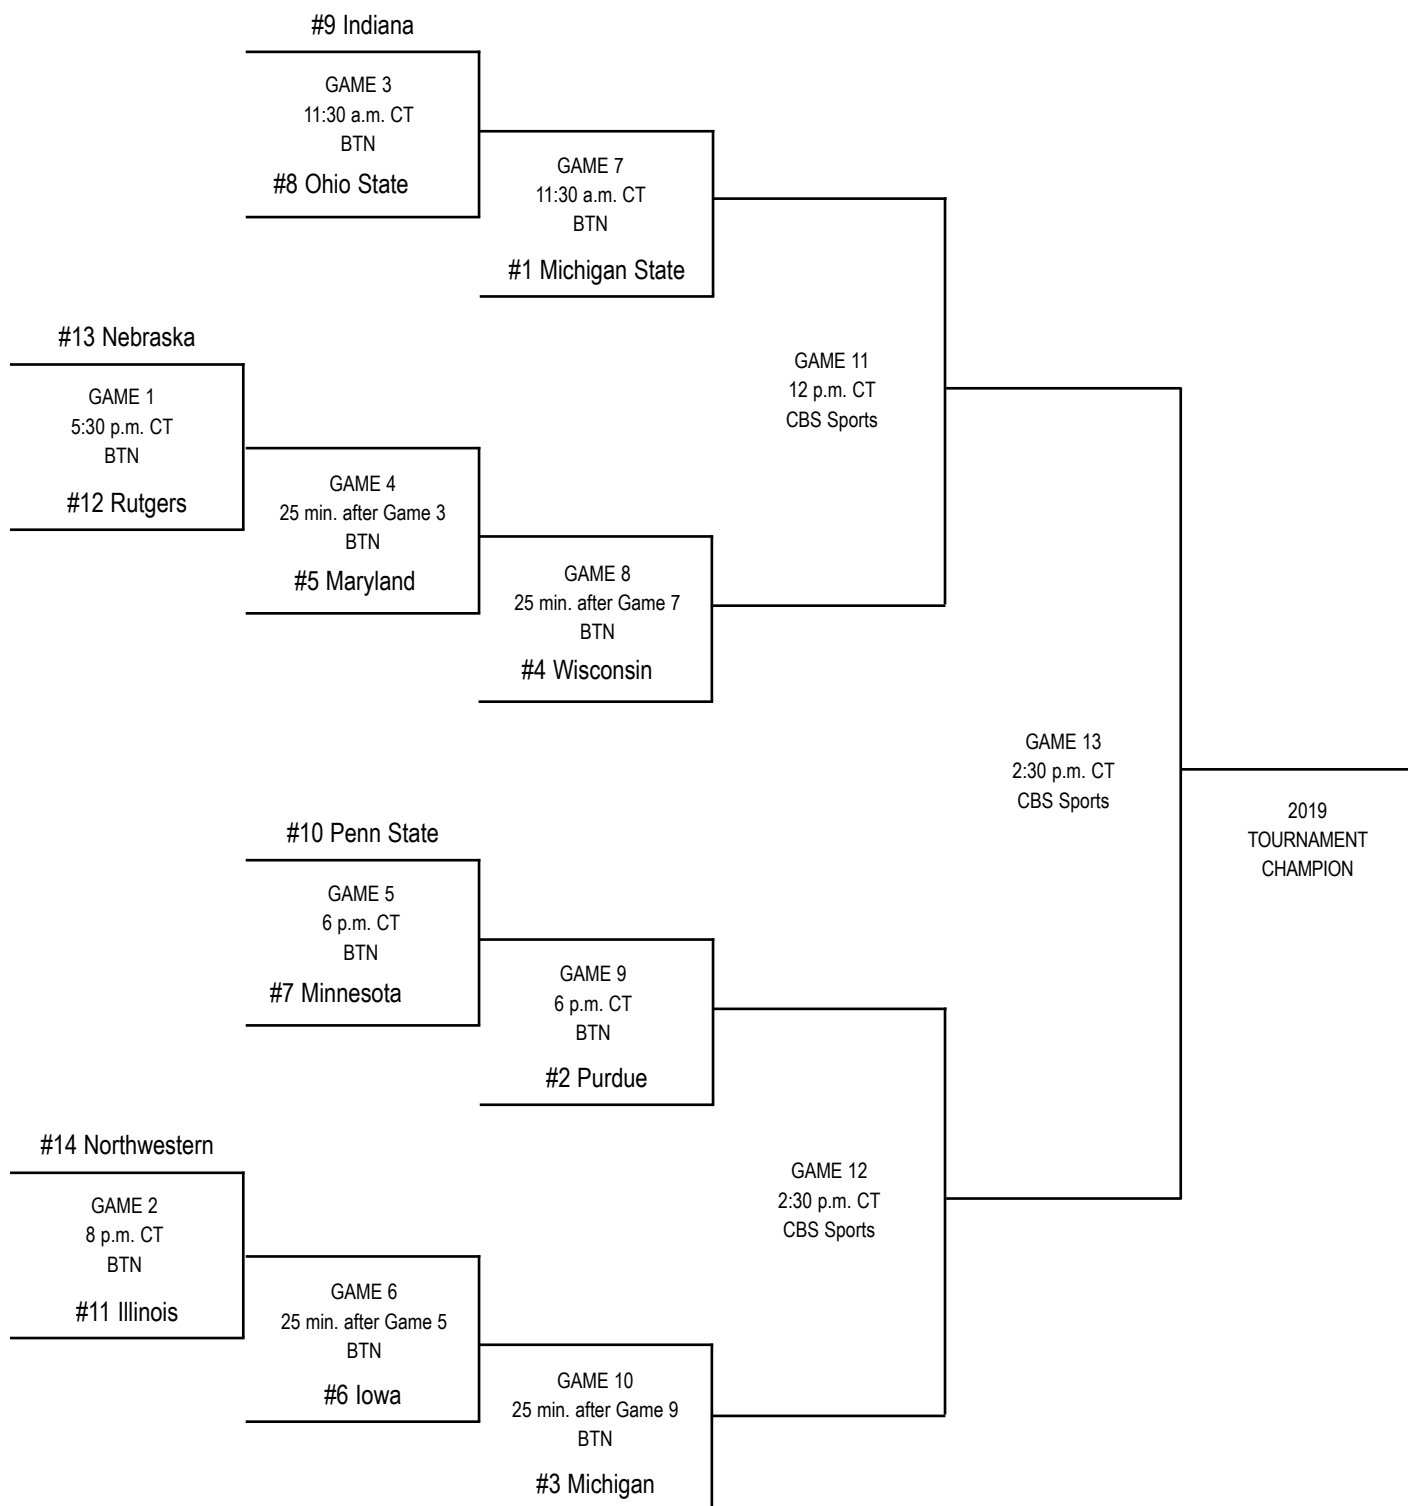 #9 Indiana
GAME 3
11:30 a.m. CT
BTN
#8 Ohio State
GAME 7
11:30 a.m. CT
BTN
#1 Michigan State
#13 Nebraska
GAME 1
5:30 p.m. CT
BTN
#12 Rutgers
GAME 4
25 min. after Game 3
BTN
#5 Maryland
GAME 8
25 min. after Game 7
BTN
#4 Wisconsin
GAME 11
12 p.m. CT
CBS Sports
#10 Penn State
GAME 5
6 p.m. CT
BTN
#7 Minnesota
GAME 9
6 p.m. CT
BTN
#2 Purdue
#14 Northwestern
GAME 2
8 p.m. CT
BTN
#11 Illinois
GAME 6
25 min. after Game 5
BTN
#6 Iowa
GAME 10
25 min. after Game 9
BTN
#3 Michigan
GAME 12
2:30 p.m. CT
CBS Sports
GAME 13
2:30 p.m. CT
CBS Sports
2019
TOURNAMENT
CHAMPION